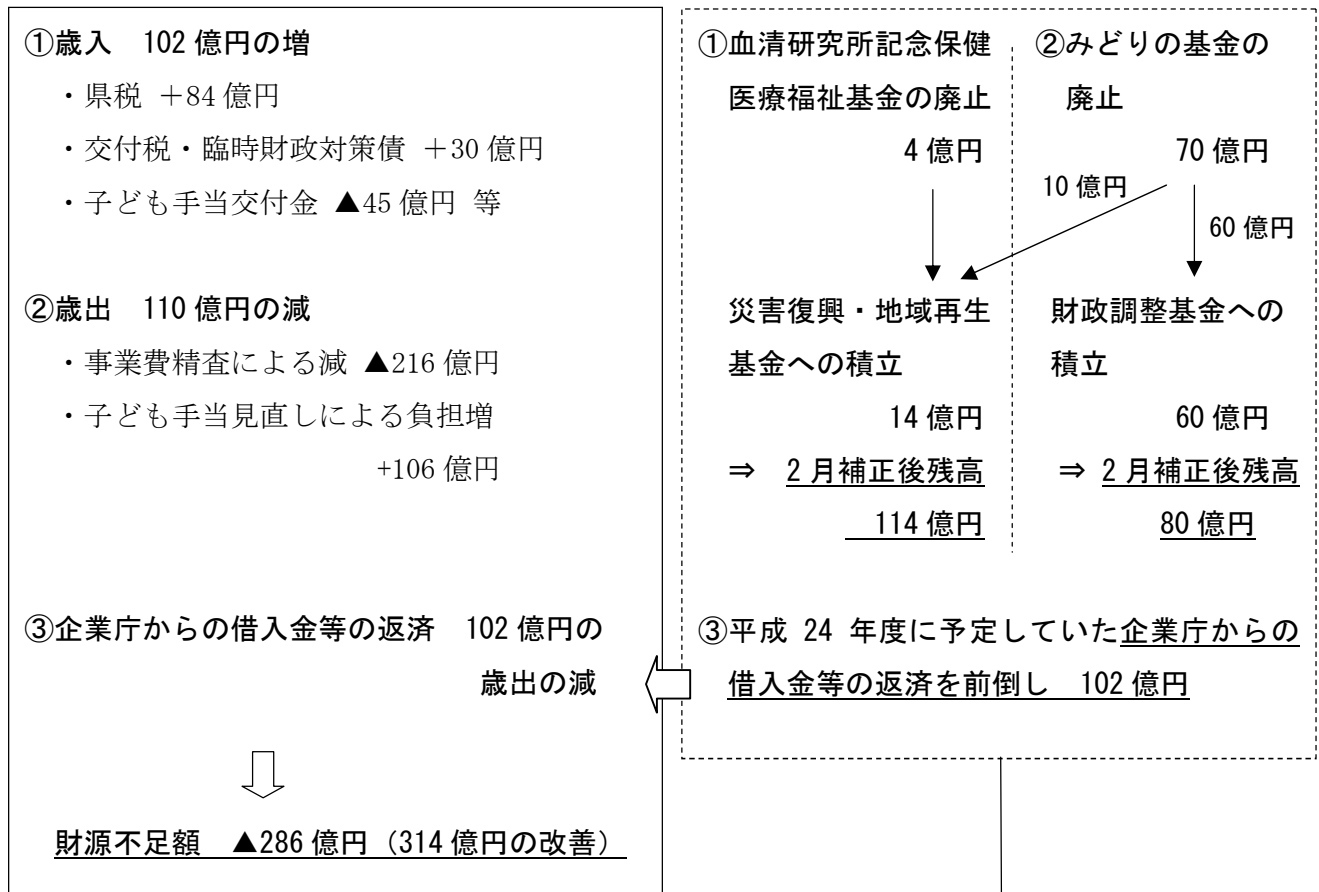 ①歳入 102 億円の増
・県税 +84 億円
・交付税・臨時財政対策債 +30 億円
・子ども手当交付金 ▲45 億円 等
②歳出 110 億円の減
・事業費精査による減 ▲216 億円
・子ども手当見直しによる負担増
+106 億円
③企業庁からの借入金等の返済 102 億円の
歳出の減
財源不足額 ▲286 億円(314 億円の改善)
①血清研究所記念保健
医療福祉基金の廃止
4 億円
災害復興・地域再生
基金への積立
14 億円
⇒ 2 月補正後残高
114 億円
②みどりの基金の
廃止
70 億円
10 億円
60 億円
財政調整基金への
積立
60 億円
⇒ 2 月補正後残高
80 億円
③平成 24 年度に予定していた企業庁からの
借入金等の返済を前倒し 102 億円